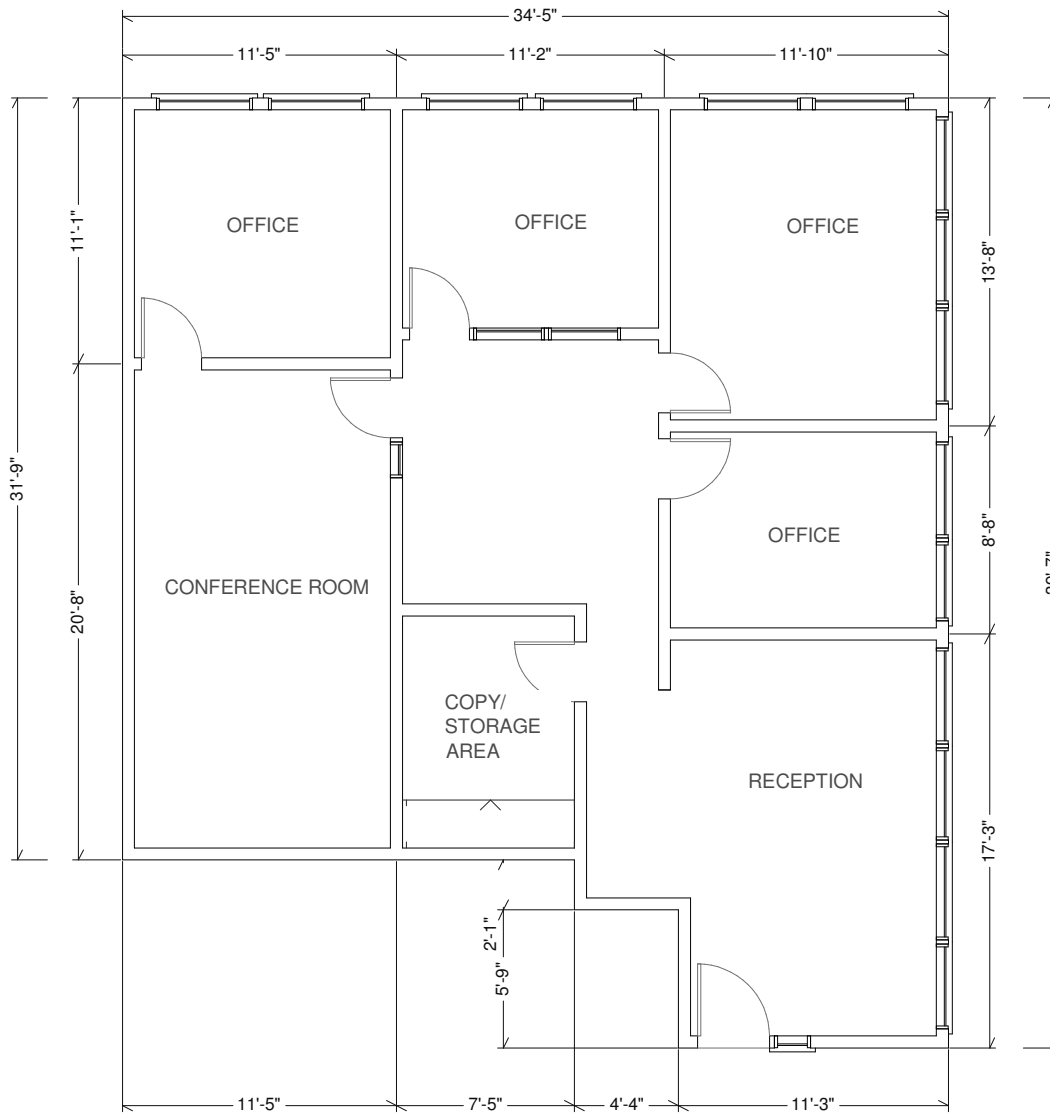 34'-5"
11'-5"
11'-2"
11'-10"
OFFICE
OFFICE
OFFICE
11'-1"
13'-8"
31'-9"
OFFICE
8'-8"
CONFERENCE ROOM
20'-8"
COPY/
STORAGE
AREA
RECEPTION
17'-3"
2'-1"
5'-9"
11'-5"
7'-5"
4'-4"
11'-3"